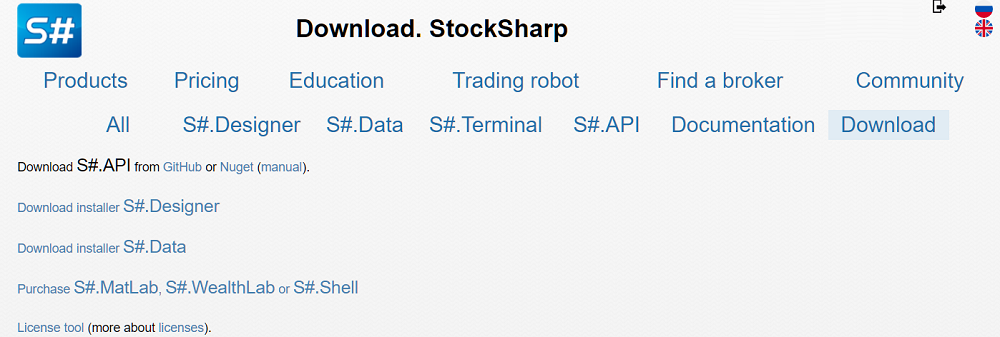 S#
Download. StockSharp
Products Pricing Education Trading robot Find a broker Community
All S#.Designer S#.Data S#.Terminal S#.API Documentation Download
Download S#.API from GitHub or Nuget (manual).
Download installer S#.Designer
Download installer S#.Data
Purchase S#.MatLab, S#.WealthLab or S#.Shell
License tool (more about licenses).